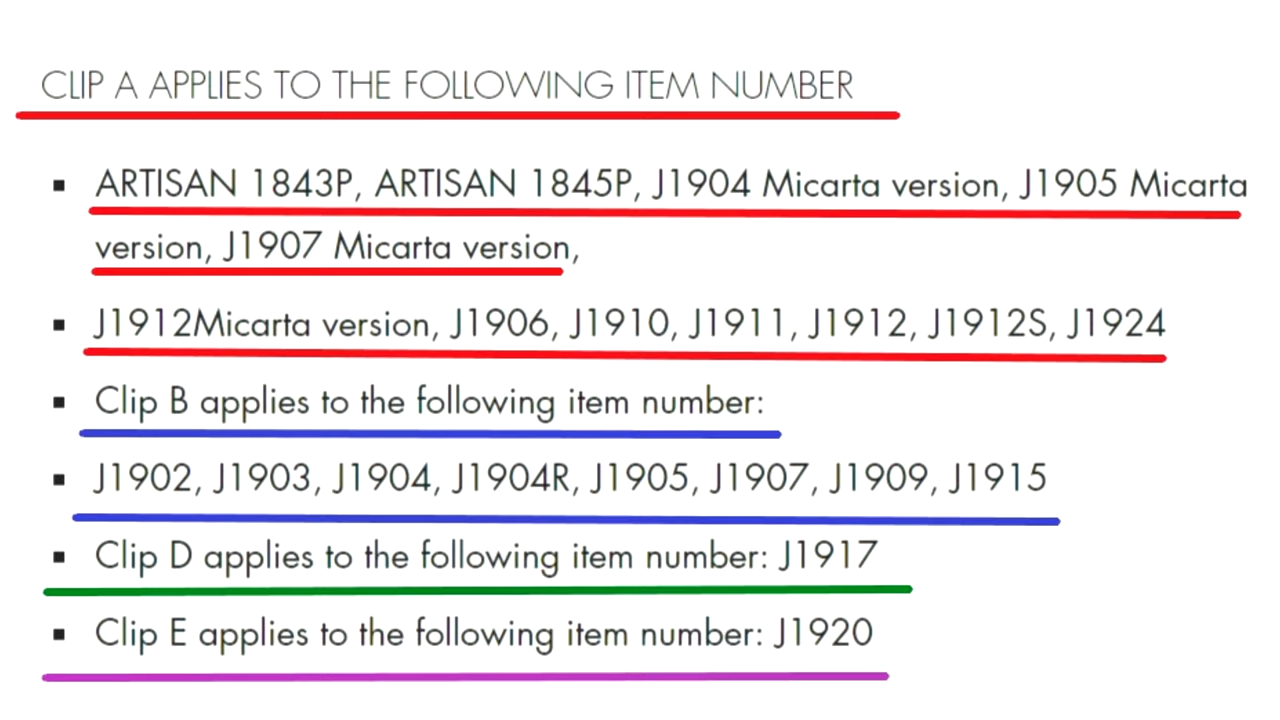 CLIP A APPLIES TO THE FOLLOWING ITEM NUMBER
▪ ARTISAN 1843P, ARTISAN 1845P, J1904 Micarta version, J1905 Micarta
version, J1907 Micarta version,
▪ J1912Micarta version, J1906, J1910, J1911, J1912, J1912S, J1924
▪ Clip B applies to the following item number:
▪ J1902, J1903, J1904, J1904R, J1905, J1907, J1909, J1915
▪ Clip D applies to the following item number: J1917
▪ Clip E applies to the following item number: J1920